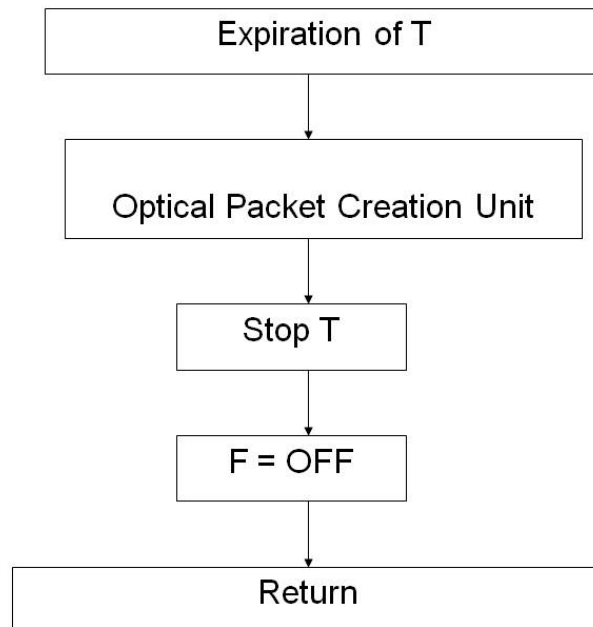 Expiration of T
Optical Packet Creation Unit
Stop T
F = OFF
Return